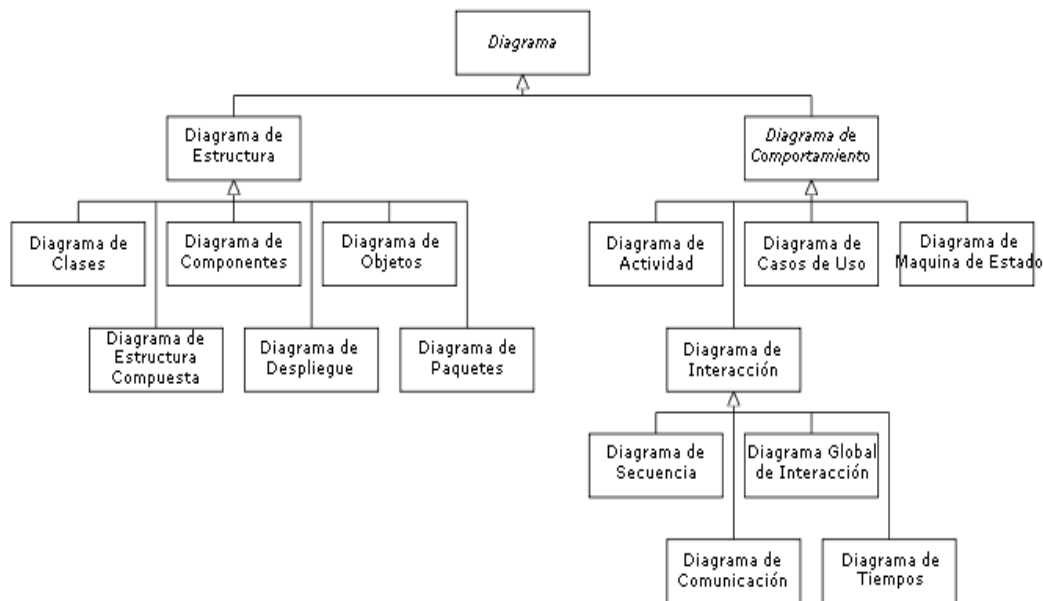 Diagrama
Diagrama de
Estructura
Diagrama de
Comportamiento
Diagrama de
Clases
Diagrama de
Componentes
Diagrama de
Objetos
Diagrama de
Actividad
Diagrama de
Casos de Uso
Diagrama de
Maquina de Estado
Diagrama de
Estructura
Compuesta
Diagrama de
Despliegue
Diagrama de
Paquetes
Diagrama de
Interacción
Diagrama de
Secuencia
Diagrama Global
de Interacción
Diagrama de
Comunicación
Diagrama de
Tiempos